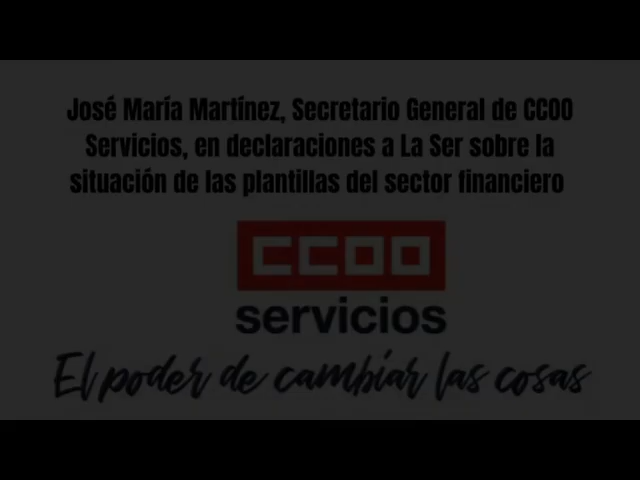 José María Martínez, Secretario General de CCOO
Servicios, en declaraciones a La Ser sobre la
situación de las plantillas del sector financiero
CCOO
servicios
El poder de cambiar las cosas